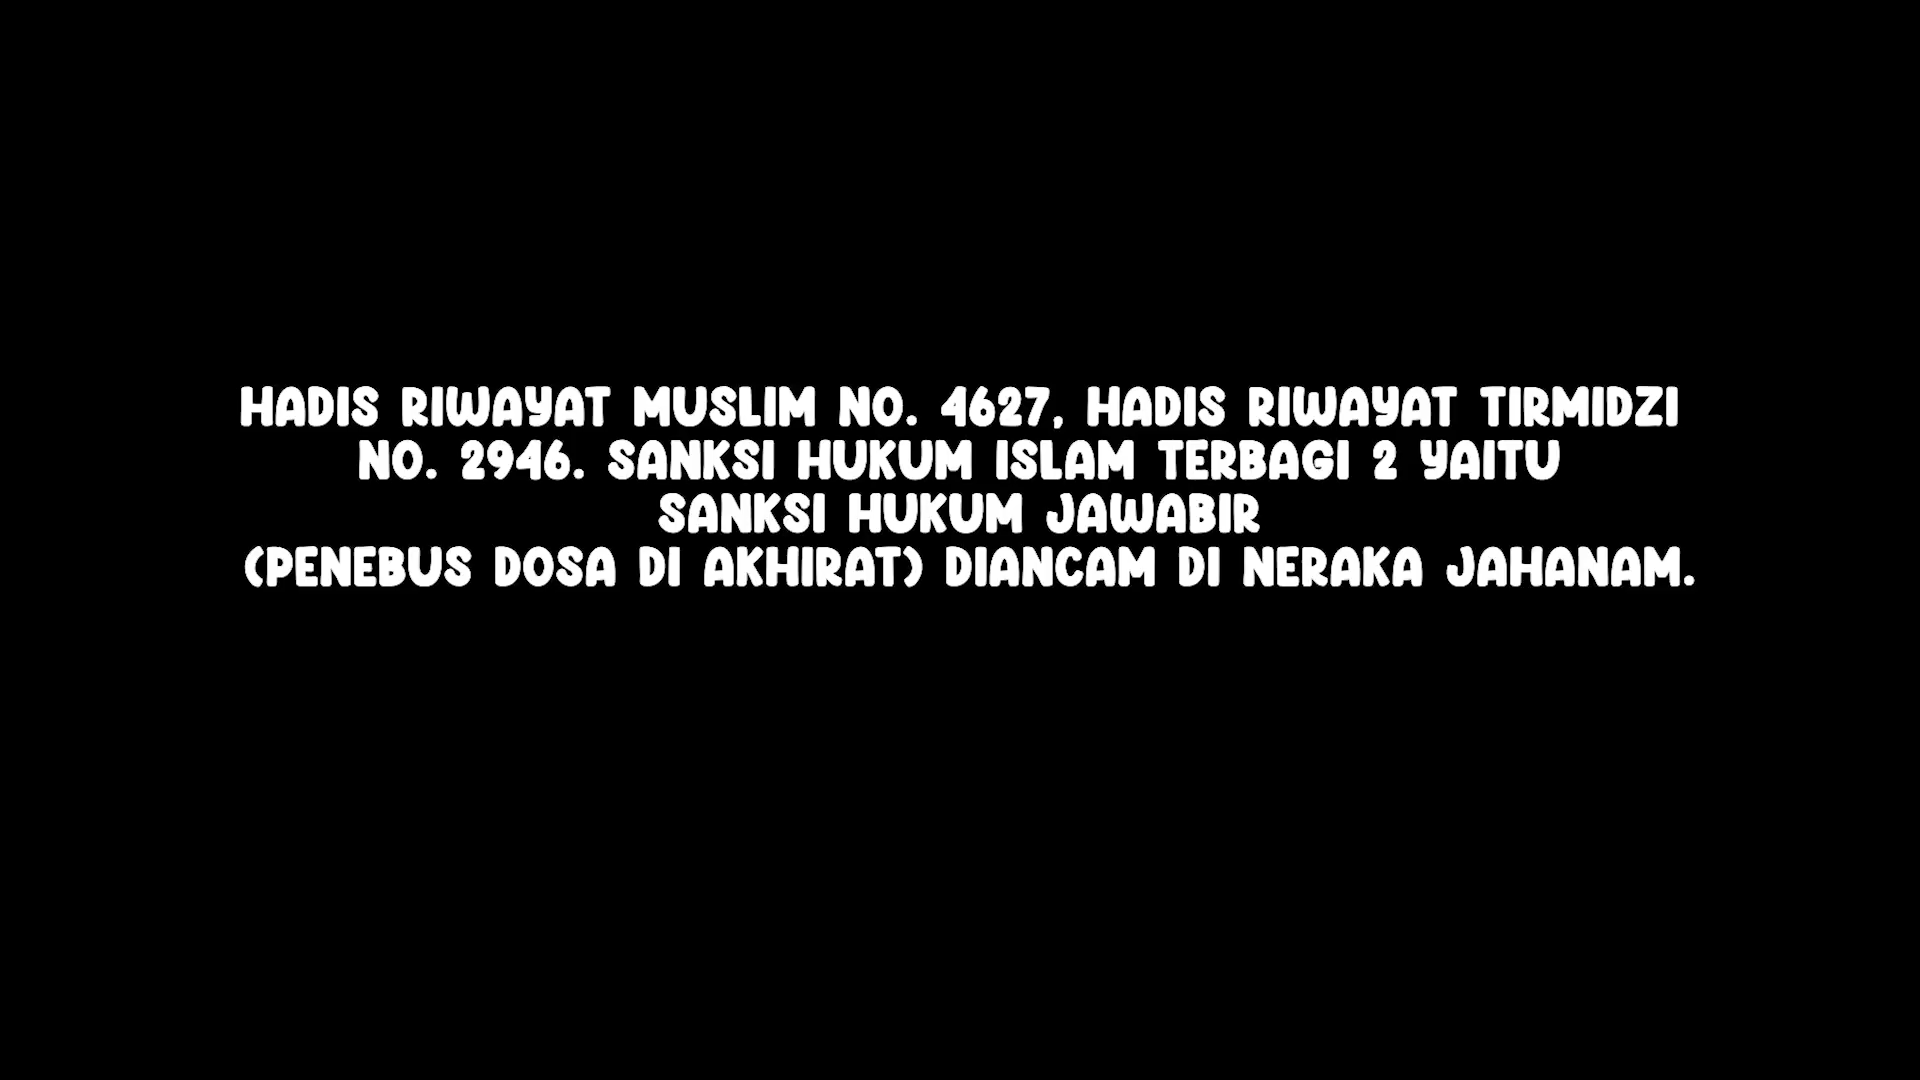 HADIS RIWAYAT MUSLIM NO. 4627, HADIS RIWAYAT TIRMIDZI
NO. 2946. SANKSI HUKUM ISLAM TERBAGI 2 YAITU
SANKSI HUKUM JAWABIR
(PENEBUS DOSA DI AKHIRAT) DIANCAM DI NERAKA JAHANAM.